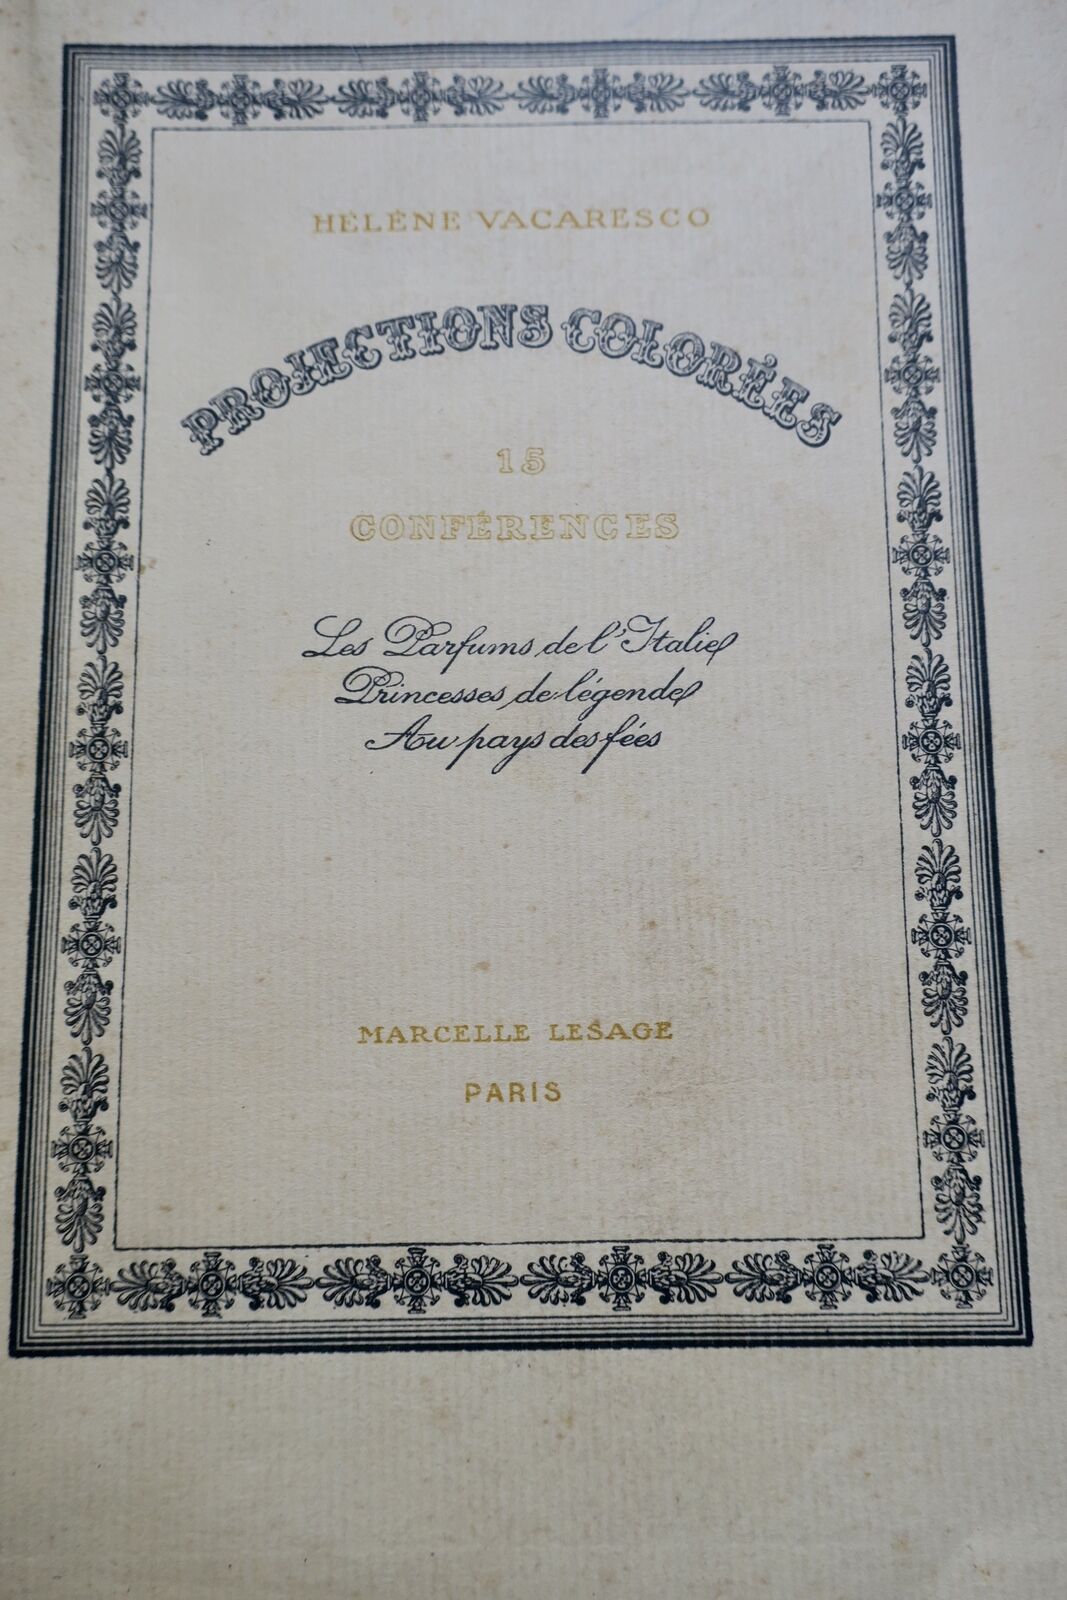 HÉLÈNE VACARESCO
PROJECTIONS COLORÉES
15
CONFÉRENCES
Les Parfums de l'Italie
Princesses de légende
Au pays des fées
MARCELLE LESAGE
PARIS